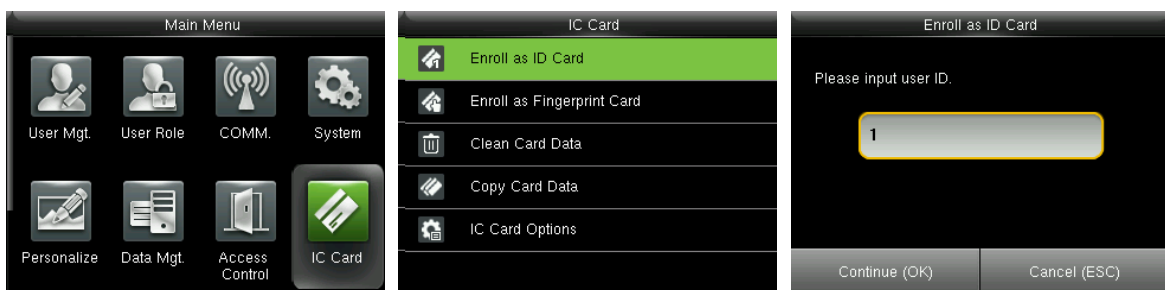 Main Menu
User Mgt.
User Role
COMM.
System
Personalize
Data Mgt.
Access
Control
IC Card
IC Card
Enroll as ID Card
Enroll as Fingerprint Card
Clean Card Data
Copy Card Data
IC Card Options
Enroll as ID Card
Please input user ID.
1
Continue (OK)
Cancel (ESC)